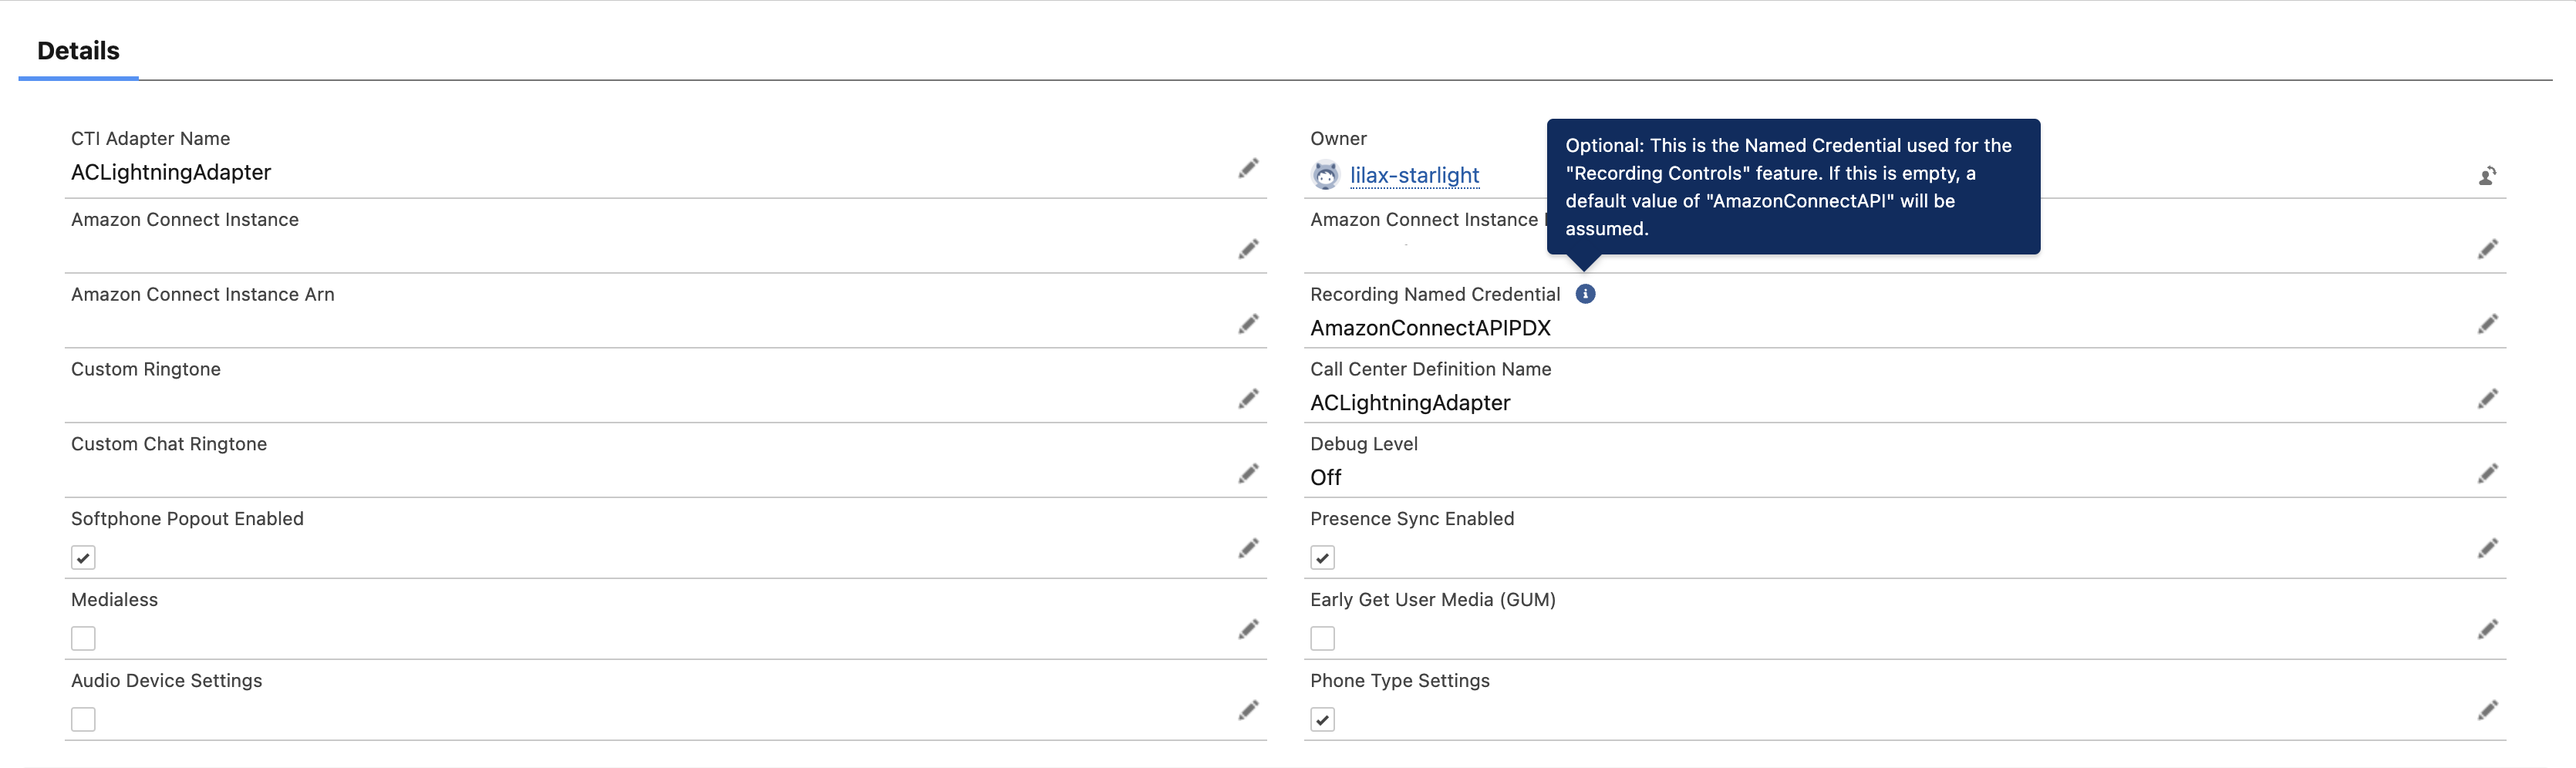 Details
CTI Adapter Name
ACLightningAdapter
Owner
lilax-starlight
Optional: This is the Named Credential used for the
"Recording Controls" feature. If this is empty, a
default value of "AmazonConnectAPI" will be
assumed.
Amazon Connect Instance
Amazon Connect Instance
Amazon Connect Instance Arn
Recording Named Credential
AmazonConnectAPIPDX
Custom Ringtone
Call Center Definition Name
ACLightningAdapter
Custom Chat Ringtone
Debug Level
Off
Softphone Popout Enabled
Presence Sync Enabled
Medialess
Early Get User Media (GUM)
Audio Device Settings
Phone Type Settings